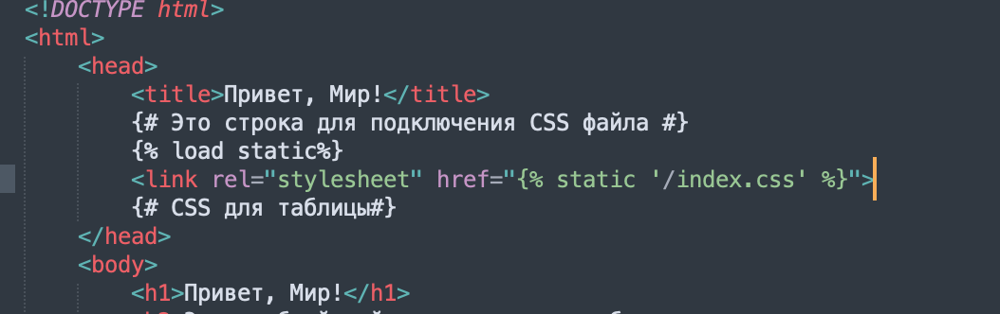 <!DOCTYPE html>
<html>
<head>
<title>Привет, Мир!</title>
{# Это строка для подключения CSS файла #}
{% load static%}
<link rel="stylesheet" href="{% static '/index.css' %}">
{# CSS для таблицы#}
</head>
<body>
<h1>Привет, Мир!</h1>